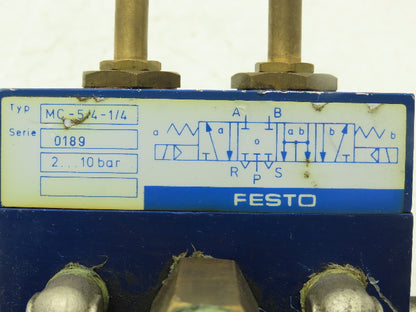 Typ MC-5/4-1/4
Serie 0189
2...10 bar
A B
a a o a b b b
R P S
FESTO